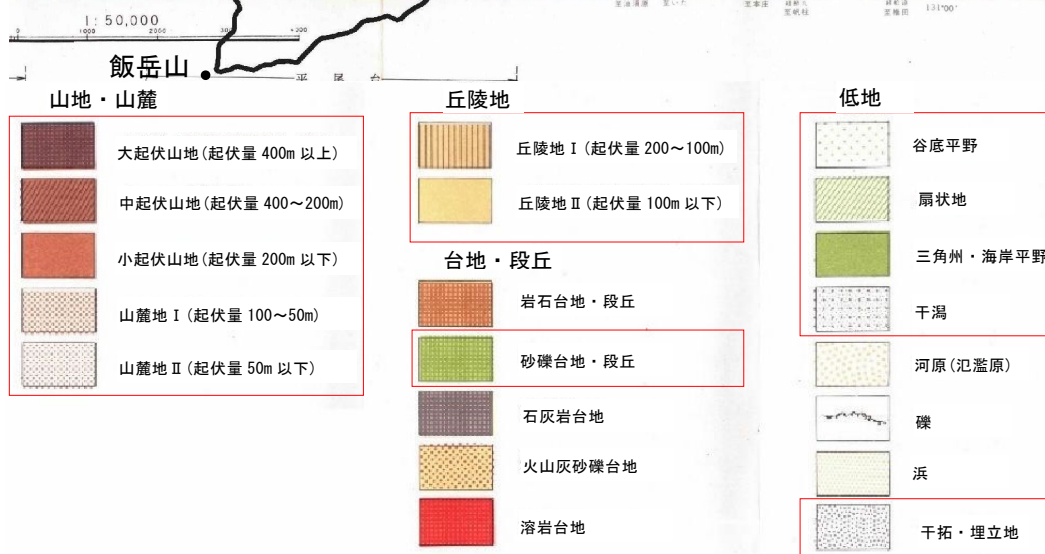 1:50,000
0 1000 2000
131°00′
飯岳山
平尾台
山地・山麓
大起伏山地(起伏量 400m 以上)
中起伏山地(起伏量 400～200m)
小起伏山地(起伏量 200m 以下)
山麓地Ⅰ(起伏量 100～50m)
山麓地Ⅱ(起伏量 50m 以下)
丘陵地
丘陵地Ⅰ(起伏量 200～100m)
丘陵地Ⅱ(起伏量 100m 以下)
台地・段丘
岩石台地・段丘
砂礫台地・段丘
石灰岩台地
火山灰砂礫台地
溶岩台地
低地
谷底平野
扇状地
三角州・海岸平野
干潟
河原(氾濫原)
礫
浜
干拓・埋立地